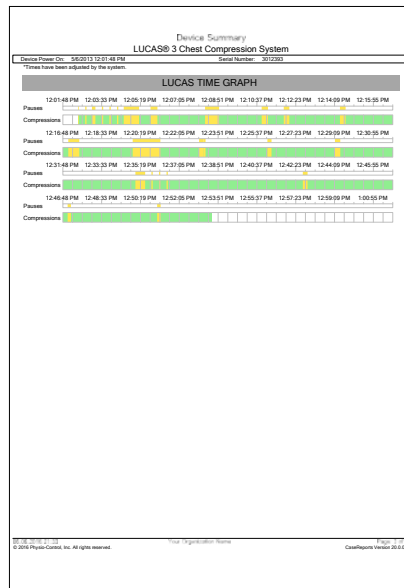 Device Summary
LUCAS® 3 Chest Compression System
Device Power On: 5/6/2013 12:01:48 PM Serial Number: 3012393
*Times have been adjusted by the system.
LUCAS TIME GRAPH
12:01:48 PM 12:03:33 PM 12:05:19 PM 12:07:05 PM 12:08:51 PM 12:10:37 PM 12:12:23 PM 12:14:09 PM 12:15:55 PM
Pauses
Compressions
12:16:48 PM 12:18:33 PM 12:20:19 PM 12:22:05 PM 12:23:51 PM 12:25:37 PM 12:27:23 PM 12:29:09 PM 12:30:55 PM
Pauses
Compressions
12:31:48 PM 12:33:33 PM 12:35:19 PM 12:37:05 PM 12:38:51 PM 12:40:37 PM 12:42:23 PM 12:44:09 PM 12:45:55 PM
Pauses
Compressions
12:46:48 PM 12:48:33 PM 12:50:19 PM 12:52:05 PM 12:53:51 PM 12:55:37 PM 12:57:23 PM 12:59:09 PM 1:00:55 PM
Pauses
Compressions
Your Organization Name Page
© 2016 Physio-Control, Inc. All rights reserved. CaseReports Version 20.0.0